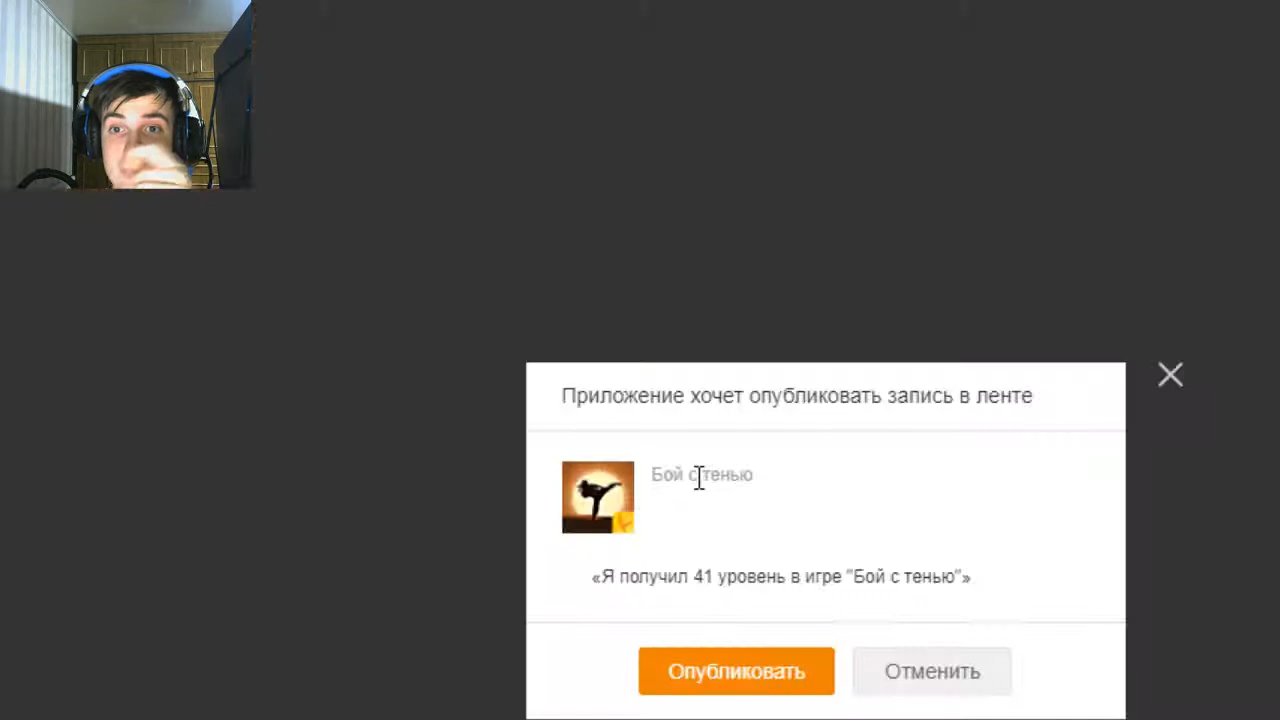 Приложение хочет опубликовать запись в ленте
Бой с тенью
«Я получил 41 уровень в игре "Бой с тенью"»
Опубликовать
Отменить